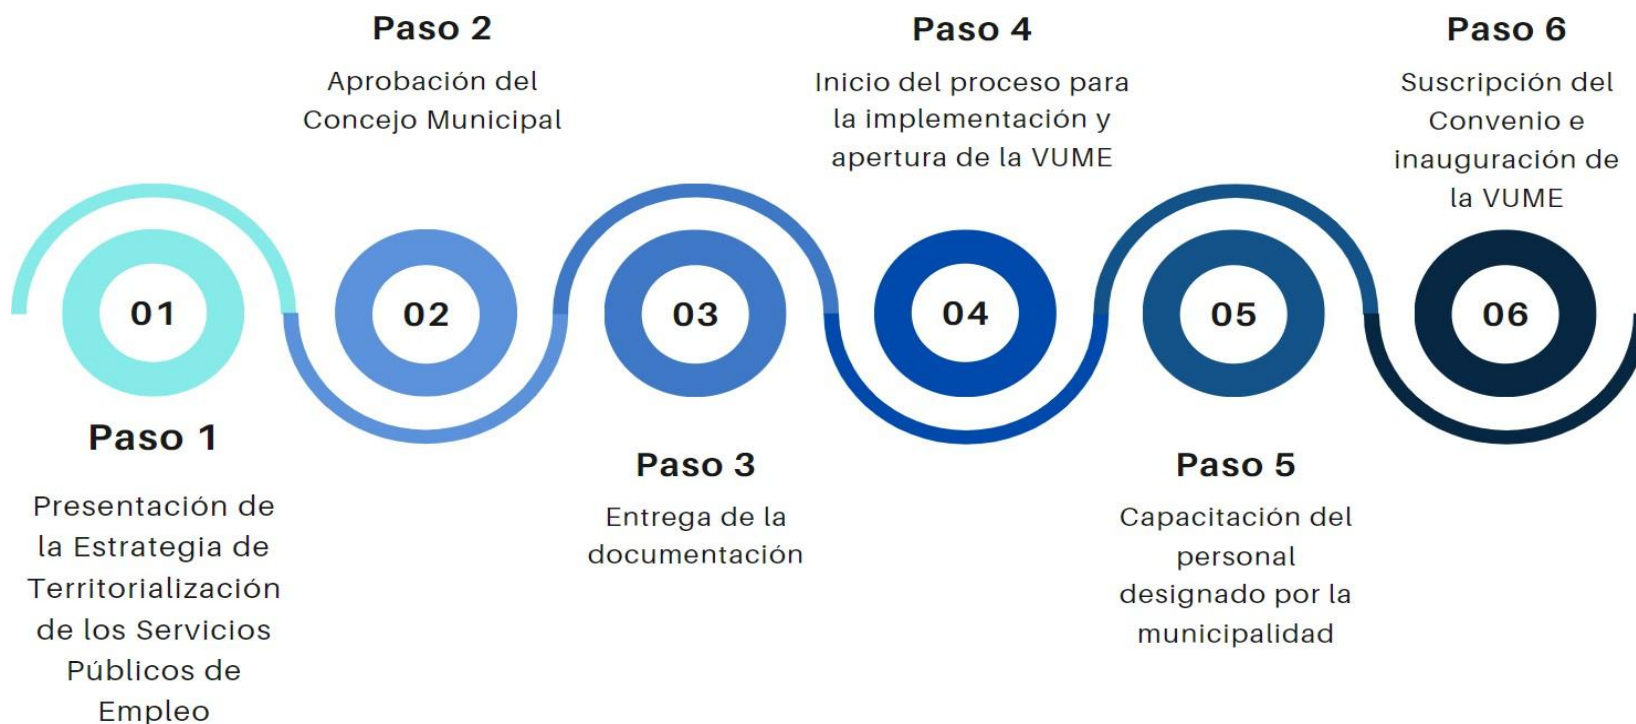 Paso 1
Presentación de
la Estrategia de
Territorialización
de los Servicios
Públicos de
Empleo
01
Paso 2
Aprobación del
Concejo Municipal
02
03
Paso 3
Entrega de la
documentación
Paso 4
Inicio del proceso para
la implementación y
apertura de la VUME
04
05
Paso 5
Capacitación del
personal
designado por la
municipalidad
Paso 6
Suscripción del
Convenio e
inauguración de
la VUME
06